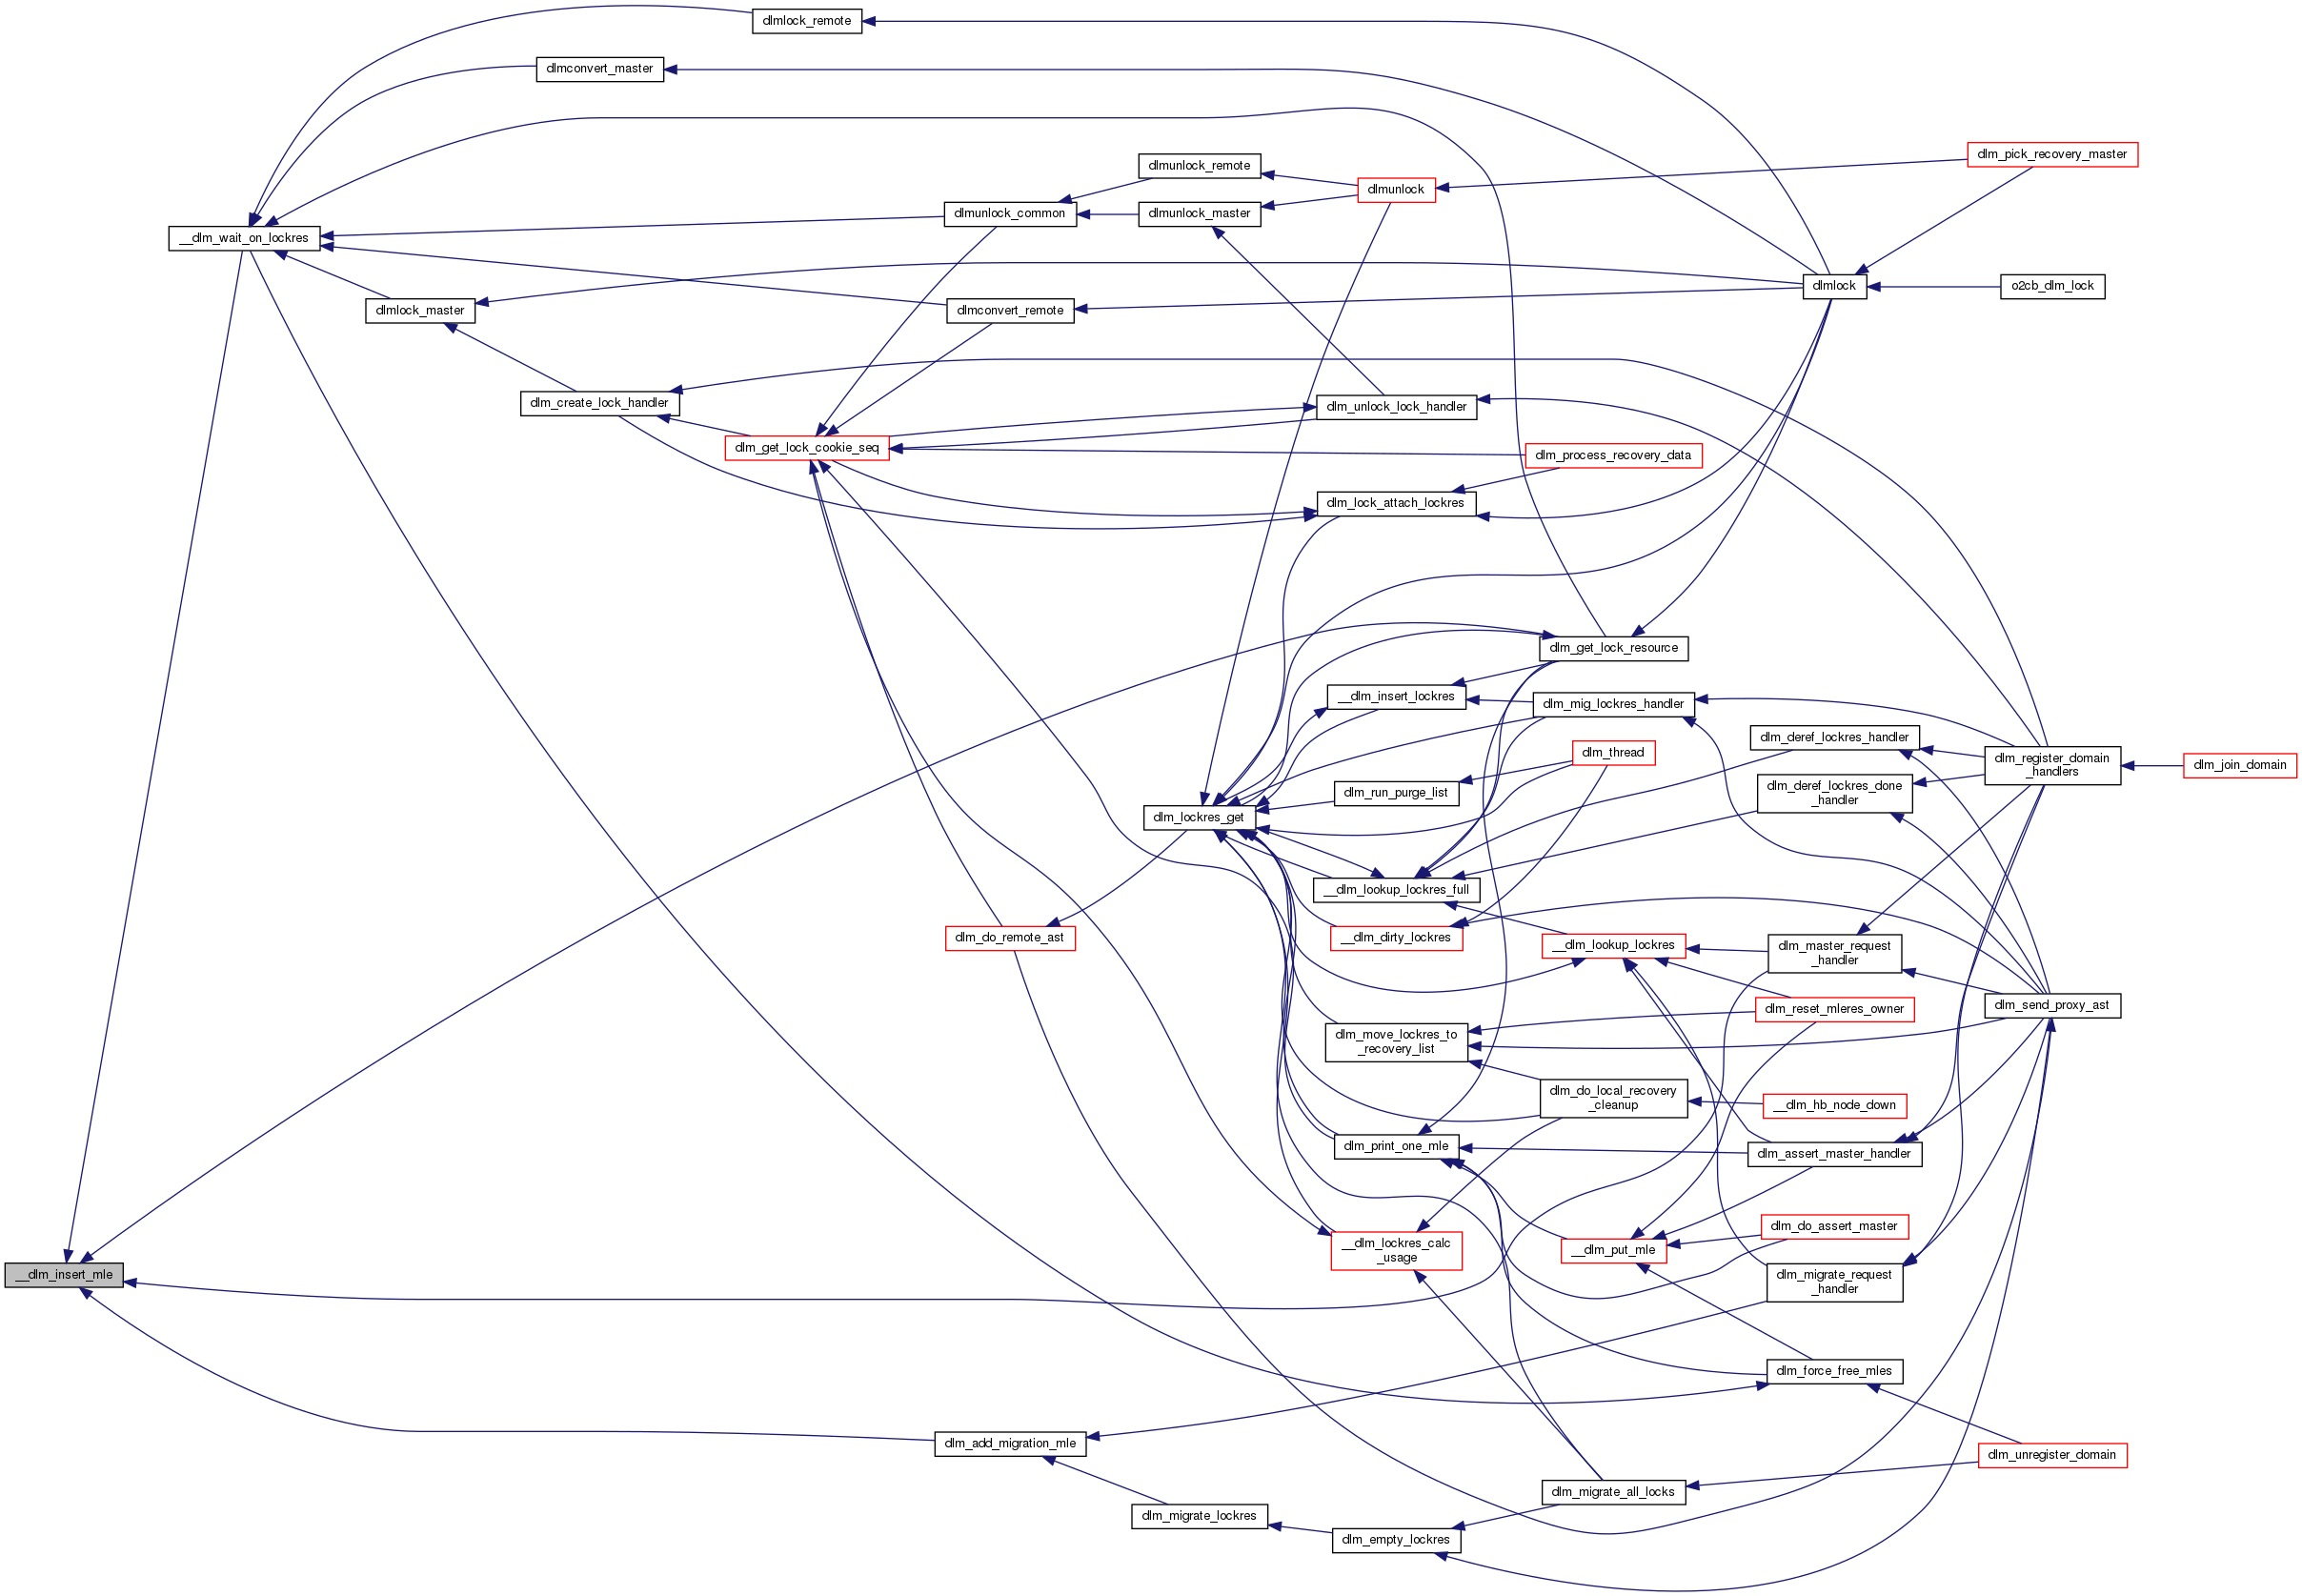 dlmlock_remote
dlmconvert_master
dlmunlock_remote
dlm_pick_recovery_master
dlmunlock
dlmunlock_common
dlmunlock_master
__dlm_wait_on_lockres
dlmlock
o2cb_dlm_lock
dlmlock_master
dlmconvert_remote
dlm_create_lock_handler
dlm_unlock_lock_handler
dlm_get_lock_cookie_seq
dlm_process_recovery_data
dlm_lock_attach_lockres
dlm_get_lock_resource
__dlm_insert_lockres
dlm_mig_lockres_handler
dlm_deref_lockres_handler
dlm_thread
dlm_register_domain
_handlers
dlm_join_domain
dlm_run_purge_list
dlm_deref_lockres_done
_handler
dlm_lockres_get
__dlm_lookup_lockres_full
dlm_do_remote_ast
__dlm_dirty_lockres
__dlm_lookup_lockres
dlm_master_request
_handler
dlm_send_proxy_ast
dlm_reset_mleres_owner
dlm_move_lockres_to
_recovery_list
dlm_do_local_recovery
_cleanup
__dlm_hb_node_down
dlm_print_one_mle
dlm_assert_master_handler
dlm_do_assert_master
__dlm_lockres_calc
_usage
__dlm_put_mle
__dlm_insert_mle
dlm_migrate_request
_handler
dlm_force_free_mles
dlm_add_migration_mle
dlm_unregister_domain
dlm_migrate_all_locks
dlm_migrate_lockres
dlm_empty_lockres